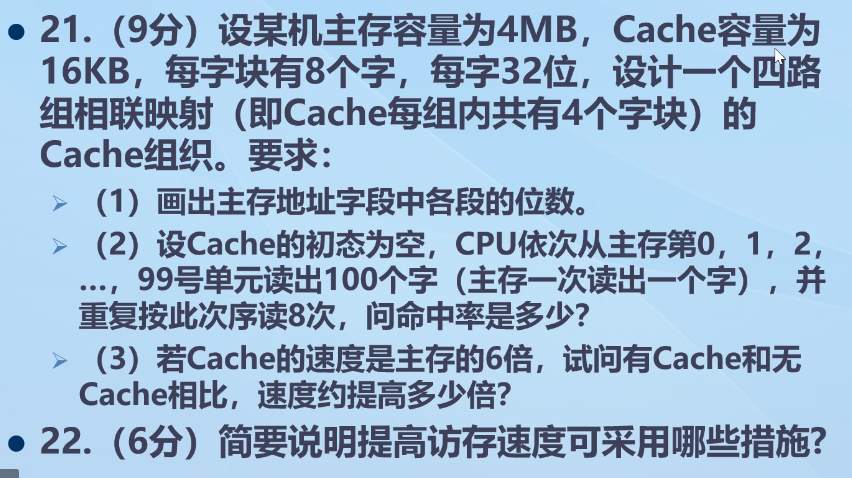 21.（9分）设某机主存容量为4MB，Cache容量为
16KB，每字块有8个字，每字32位，设计一个四路
组相联映射（即Cache每组内共有4个字块）的
Cache组织。要求：
（1）画出主存地址字段中各段的位数。
（2）设Cache的初态为空，CPU依次从主存第0，1，2，
…，99号单元读出100个字（主存一次读出一个字），并
重复按此次序读8次，问命中率是多少？
（3）若Cache的速度是主存的6倍，试问有Cache和无
Cache相比，速度约提高多少倍？
22.（6分）简要说明提高访存速度可采用哪些措施?